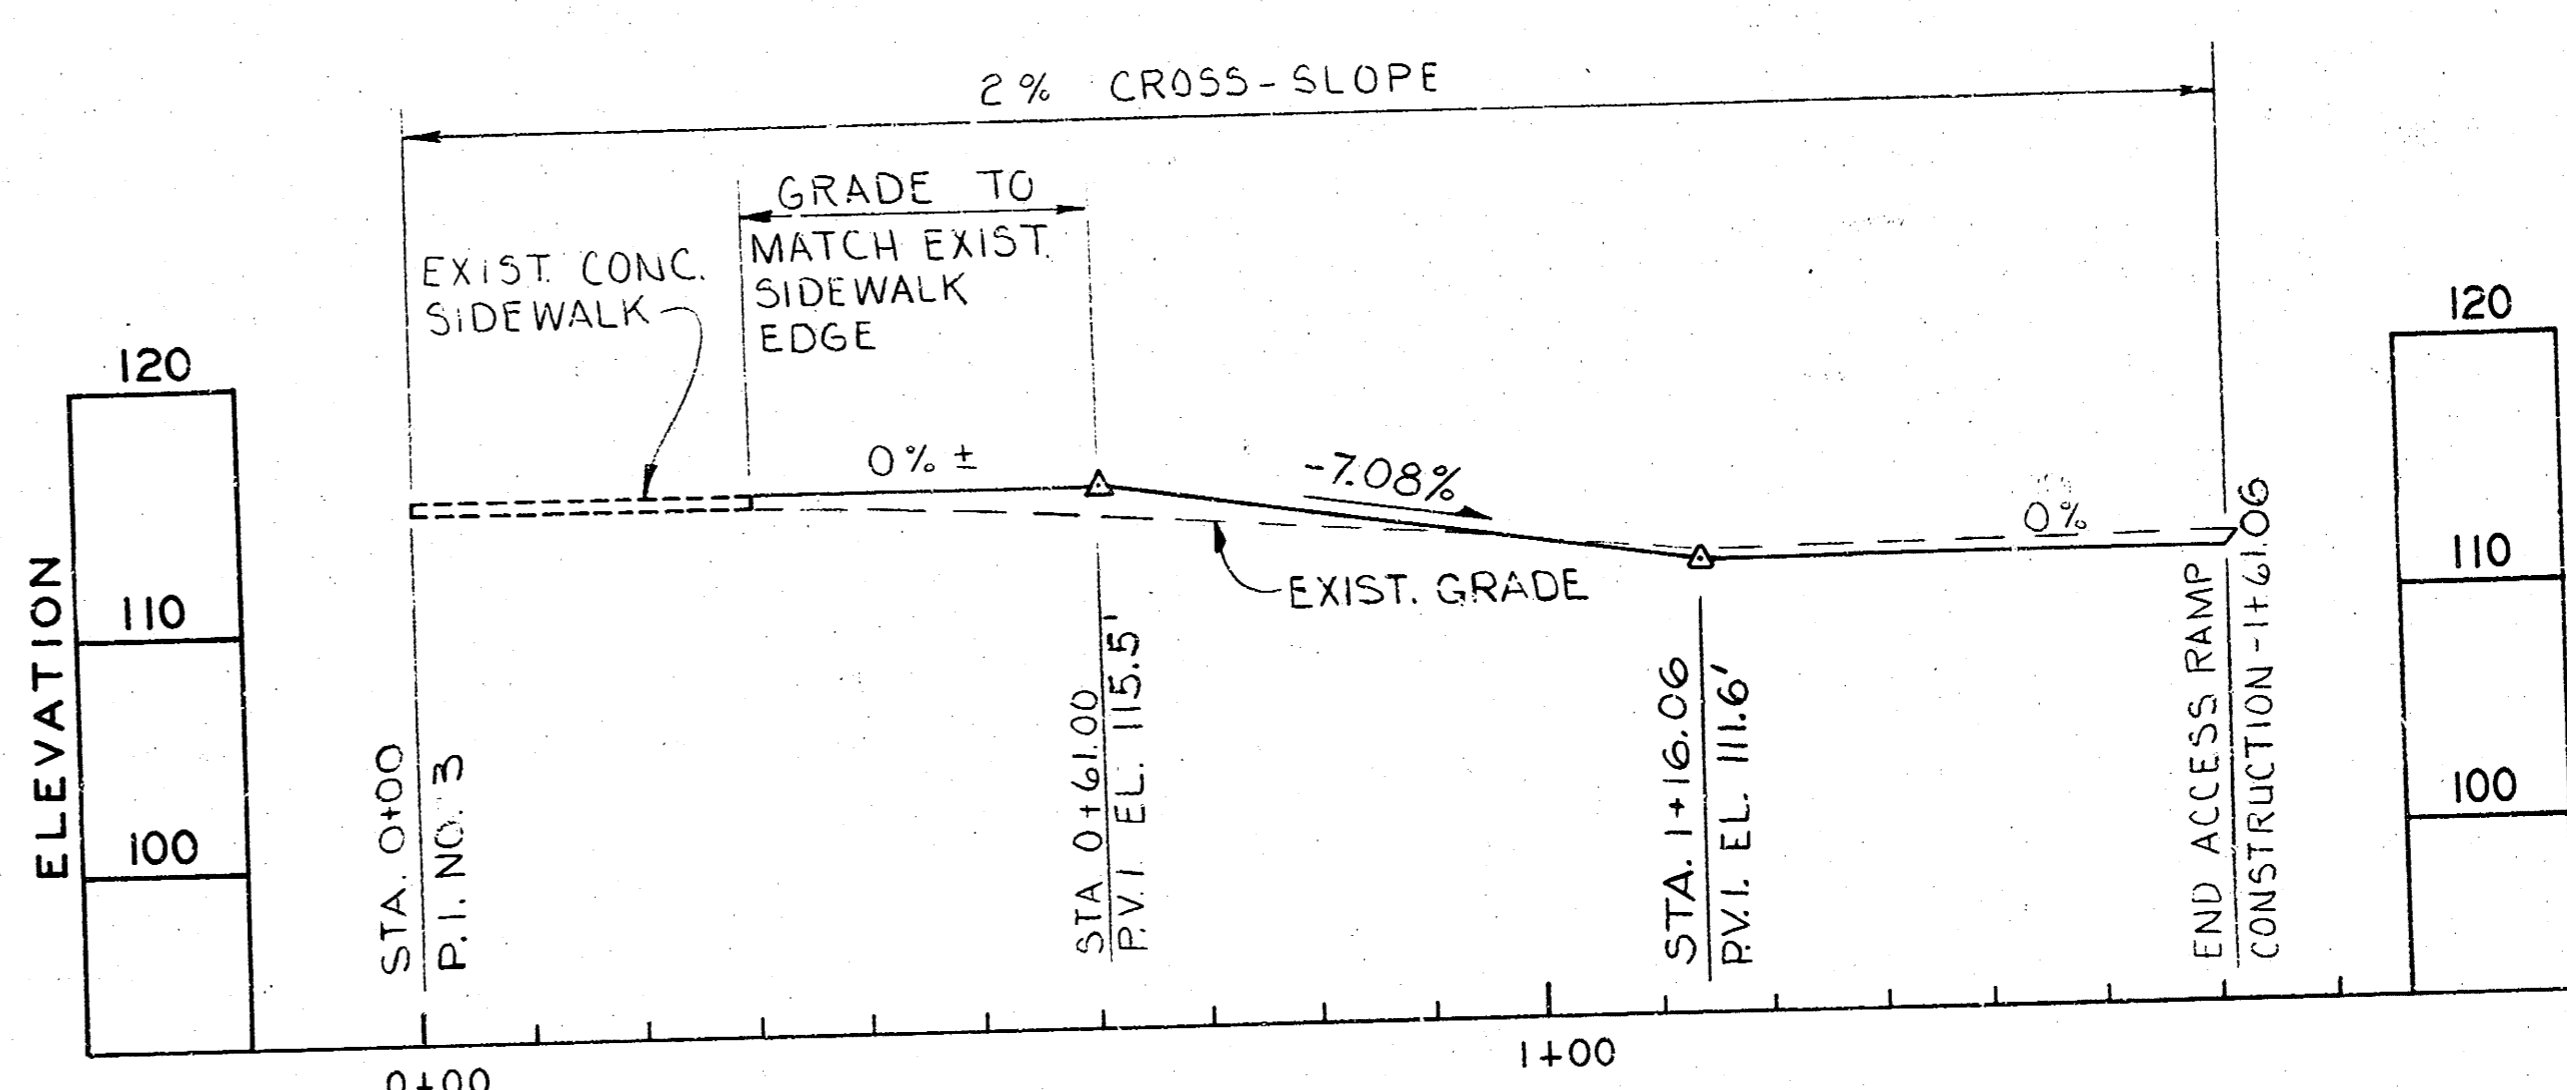 2% CROSS-SLOPE
GRADE TO
MATCH EXIST.
SIDEWALK
EDGE
EXIST. CONC.
SIDEWALK
120
110
100
ELEVATION
0% ±
-7.08%
0%
EXIST. GRADE
STA. 0+00
P.I. NO. 3
STA 0+61.00
P.V.I. EL. 115.5'
STA. 1+16.06
P.V.I. EL. 111.6'
END ACCESS RAMP
CONSTRUCTION-1+61.06
120
110
100
0+00
1+00